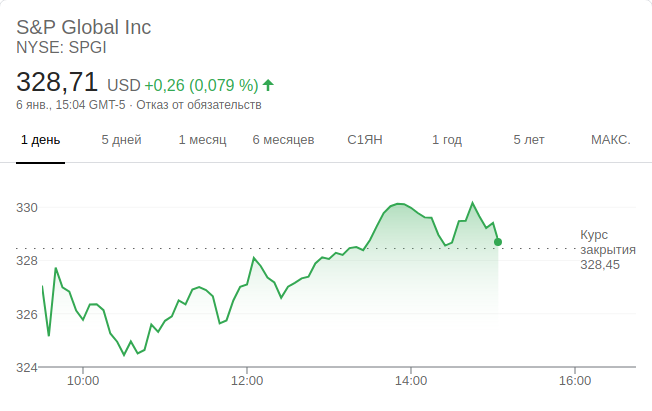 S&P Global Inc
NYSE: SPGI
328,71 USD +0,26 (0,079 %)
6 янв., 15:04 GMT-5 · Отказ от обязательств
1 день 5 дней 1 месяц 6 месяцев С1ЯН 1 год 5 лет МАКС.
330
Курс
закрытия
328,45
328
326
324
10:00 12:00 14:00 16:00